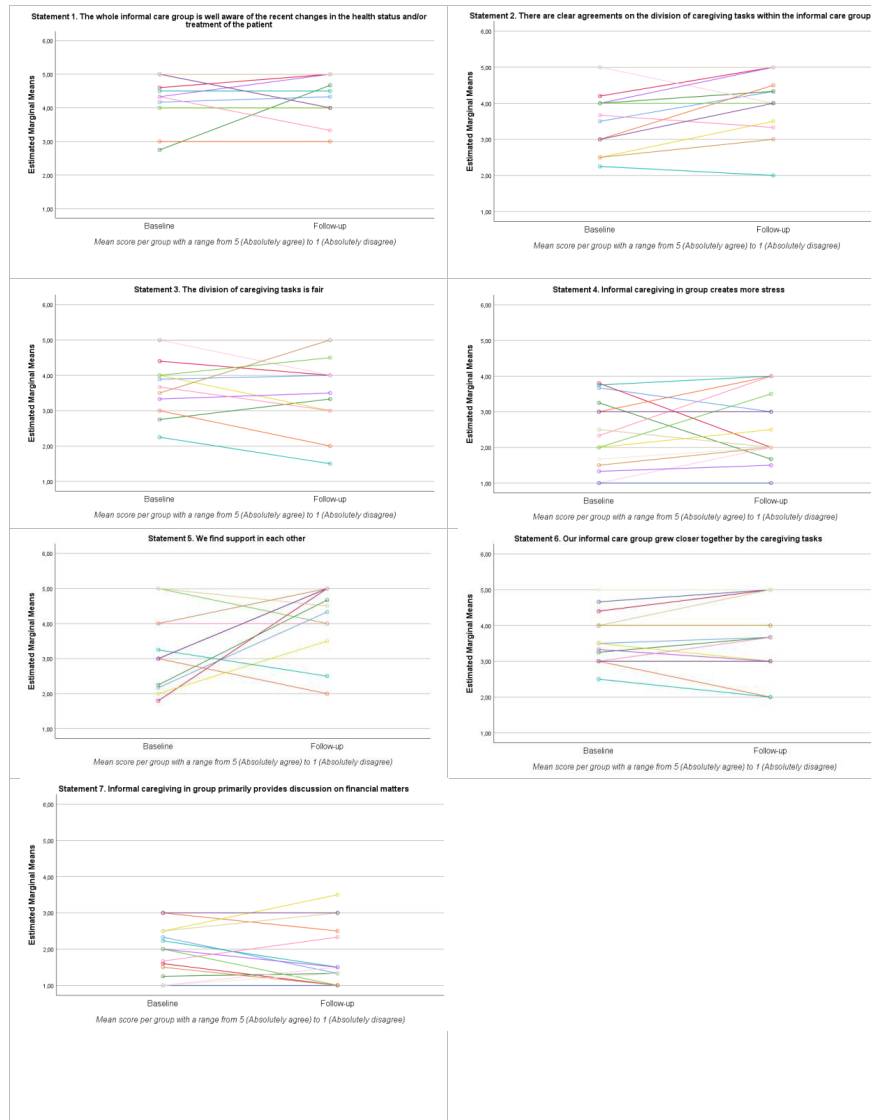 Statement 1. The whole informal care group is well aware of the recent changes in the health status and/or
treatment of the patient
6,00
5,00
4,00
3,00
2,00
1,00
Estimated Marginal Means
Baseline
Follow-up
Mean score per group with a range from 5 (Absolutely agree) to 1 (Absolutely disagree)
Statement 2. There are clear agreements on the division of caregiving tasks within the informal care group
6,00
5,00
4,00
3,00
2,00
1,00
Estimated Marginal Means
Baseline
Follow-up
Mean score per group with a range from 5 (Absolutely agree) to 1 (Absolutely disagree)
Statement 3. The division of caregiving tasks is fair
6,00
5,00
4,00
3,00
2,00
1,00
Estimated Marginal Means
Baseline
Follow-up
Mean score per group with a range from 5 (Absolutely agree) to 1 (Absolutely disagree)
Statement 4. Informal caregiving in group creates more stress
6,00
5,00
4,00
3,00
2,00
1,00
Estimated Marginal Means
Baseline
Follow-up
Mean score per group with a range from 5 (Absolutely agree) to 1 (Absolutely disagree)
Statement 5. We find support in each other
6,00
5,00
4,00
3,00
2,00
1,00
Estimated Marginal Means
Baseline
Follow-up
Mean score per group with a range from 5 (Absolutely agree) to 1 (Absolutely disagree)
Statement 6. Our informal care group grew closer together by the caregiving tasks
6,00
5,00
4,00
3,00
2,00
1,00
Estimated Marginal Means
Baseline
Follow-up
Mean score per group with a range from 5 (Absolutely agree) to 1 (Absolutely disagree)
Statement 7. Informal caregiving in group primarily provides discussion on financial matters
6,00
5,00
4,00
3,00
2,00
1,00
Estimated Marginal Means
Baseline
Follow-up
Mean score per group with a range from 5 (Absolutely agree) to 1 (Absolutely disagree)